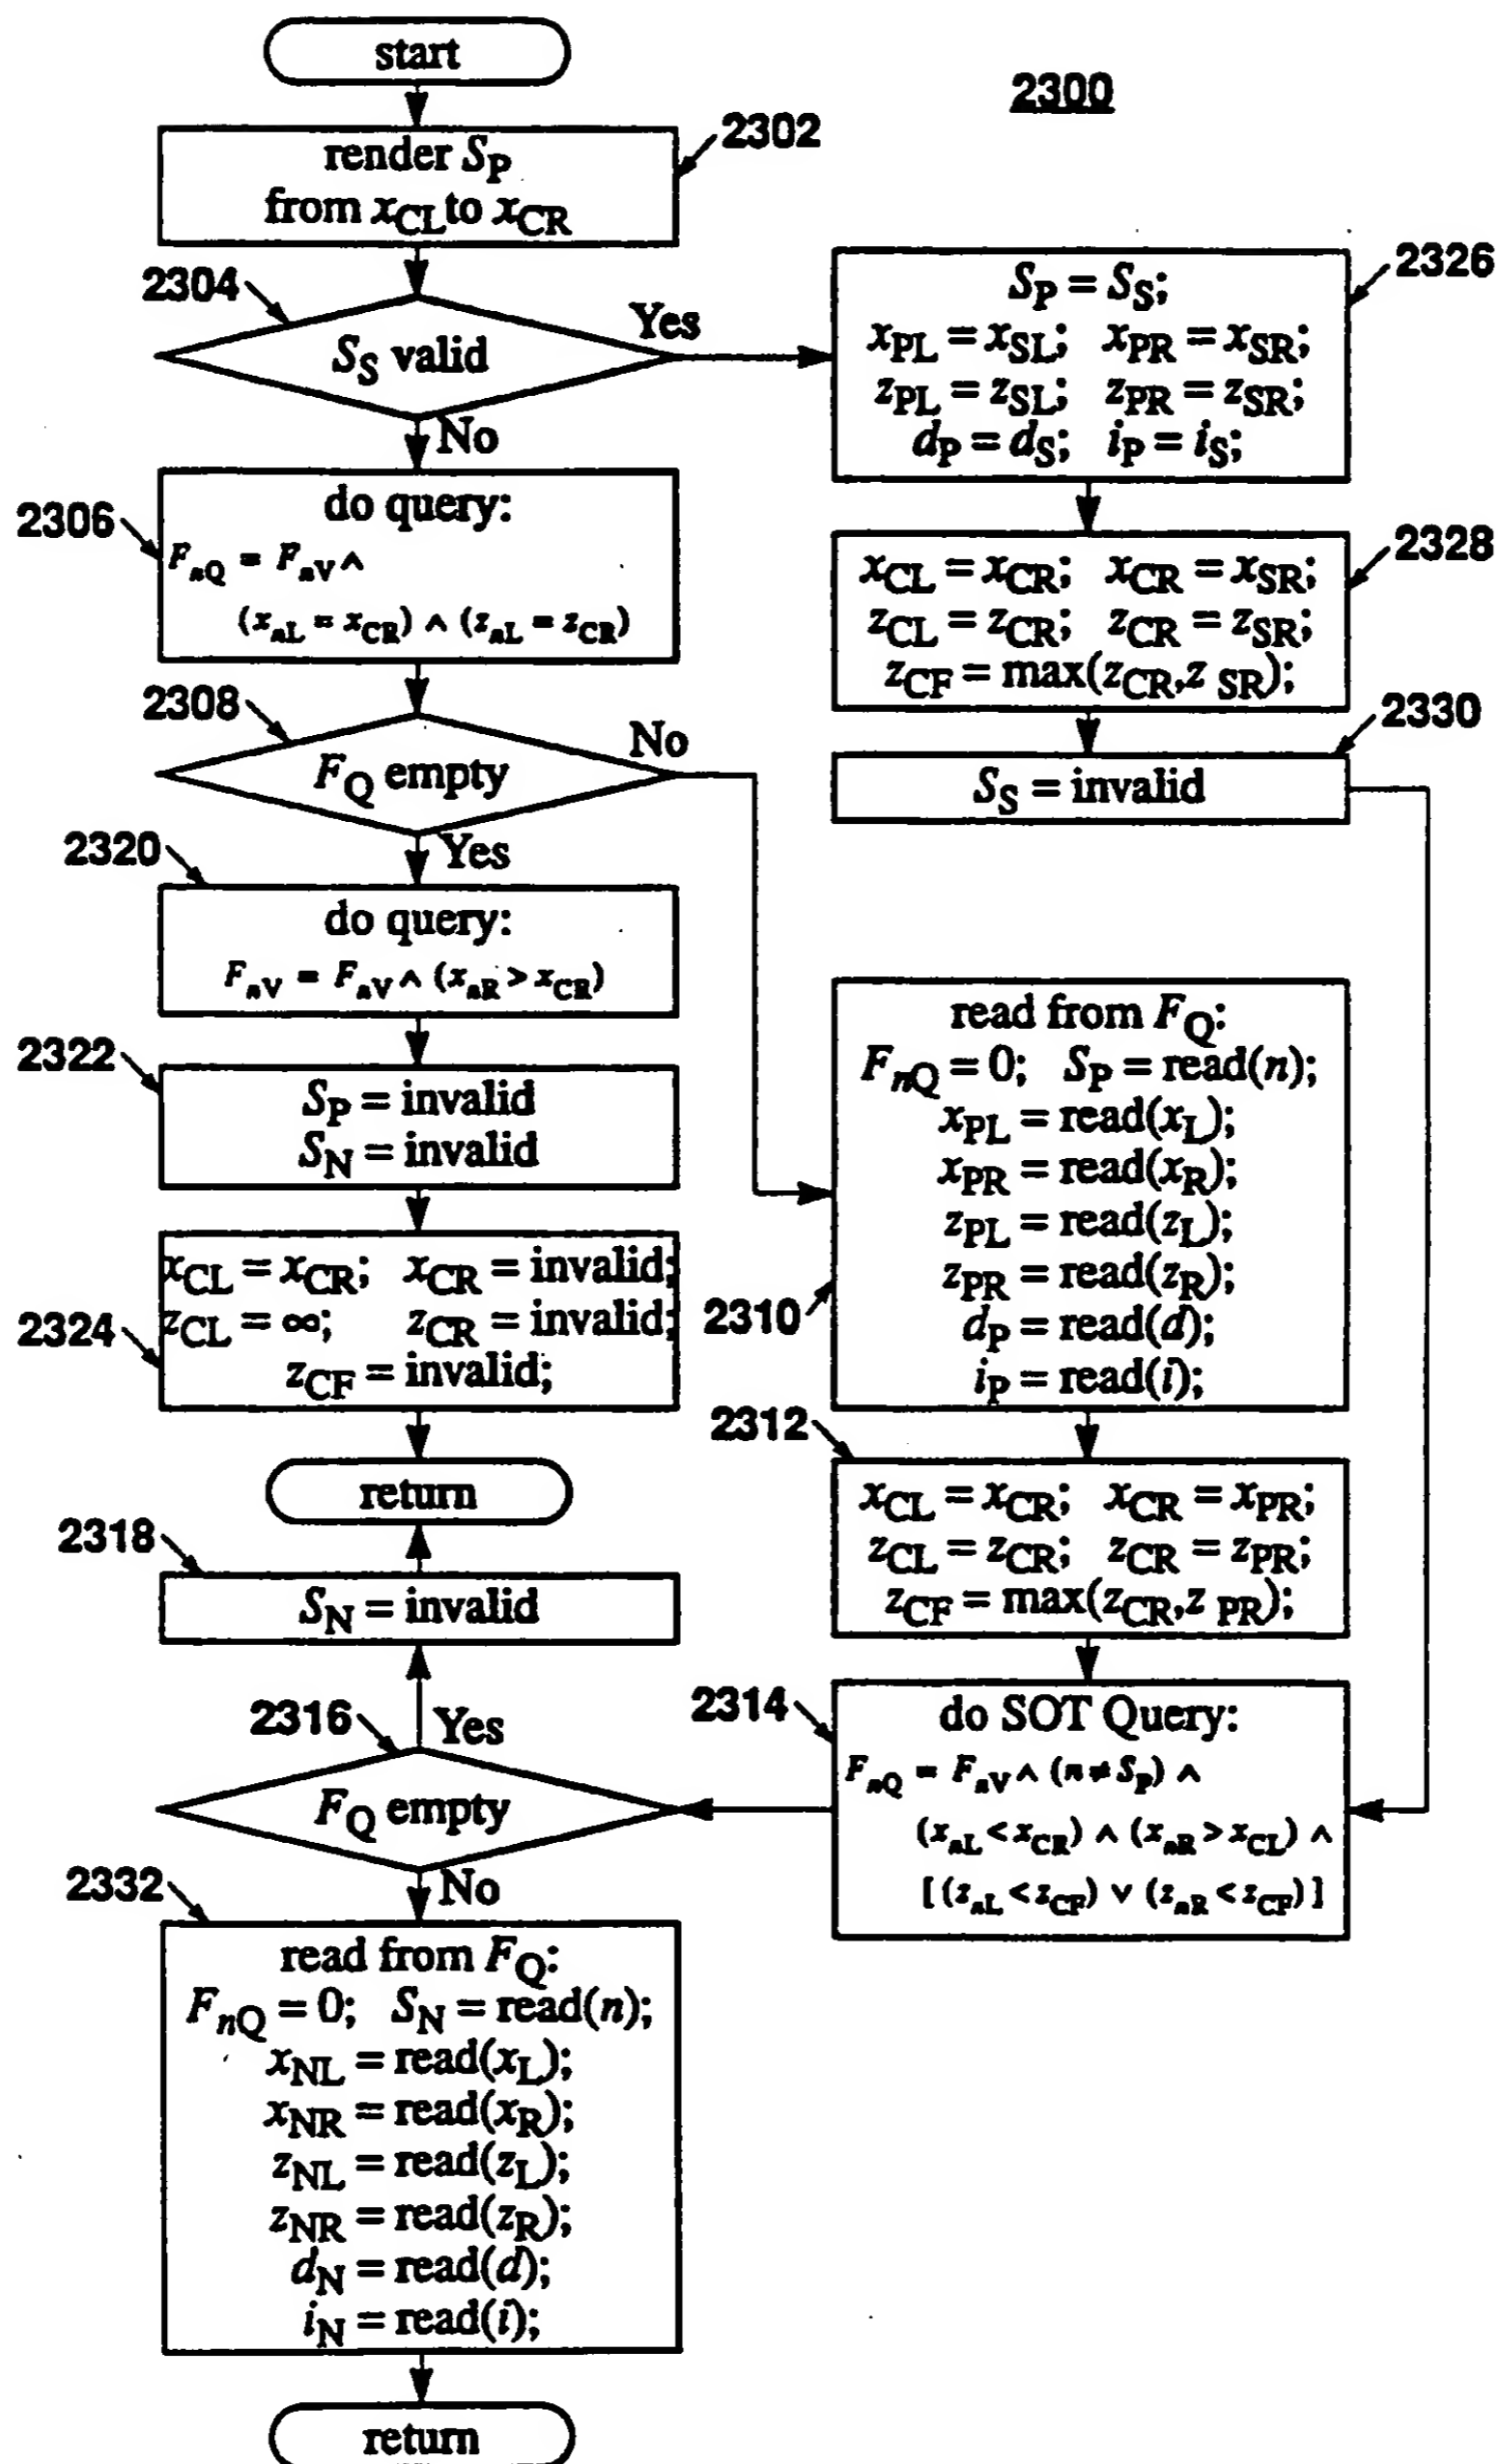 start
2300
2302
render S_P
from x_CL to x_CR
2304
S_S valid
Yes
No
2326
S_P = S_S;
x_PL = x_SL; x_PR = x_SR;
z_PL = z_SL; z_PR = z_SR;
d_P = d_S; i_P = i_S;
2306
do query:
F_nQ = F_nV ∧
(x_nL = x_CR) ∧ (z_nL = z_CR)
2328
x_CL = x_CR; x_CR = x_SR;
z_CL = z_CR; z_CR = z_SR;
z_CF = max(z_CR,z_SR);
2308
F_Q empty
No
Yes
2330
S_S = invalid
2320
do query:
F_nV = F_nV ∧ (x_nR > x_CR)
2322
S_P = invalid
S_N = invalid
2324
x_CL = x_CR; x_CR = invalid;
z_CL = ∞; z_CR = invalid;
z_CF = invalid;
return
2310
read from F_Q:
F_nQ = 0; S_P = read(n);
x_PL = read(x_L);
x_PR = read(x_R);
z_PL = read(z_L);
z_PR = read(z_R);
d_P = read(d);
i_P = read(i);
2312
x_CL = x_CR; x_CR = x_PR;
z_CL = z_CR; z_CR = z_PR;
z_CF = max(z_CR,z_PR);
2318
S_N = invalid
2314
do SOT Query:
F_nQ = F_nV ∧ (n ≠ S_P) ∧
(x_nL < x_CR) ∧ (x_nR > x_CL) ∧
[(z_nL < z_CF) ∨ (z_nR < z_CF)]
2316
Yes
F_Q empty
No
2332
read from F_Q:
F_nQ = 0; S_N = read(n);
x_NL = read(x_L);
x_NR = read(x_R);
z_NL = read(z_L);
z_NR = read(z_R);
d_N = read(d);
i_N = read(i);
return